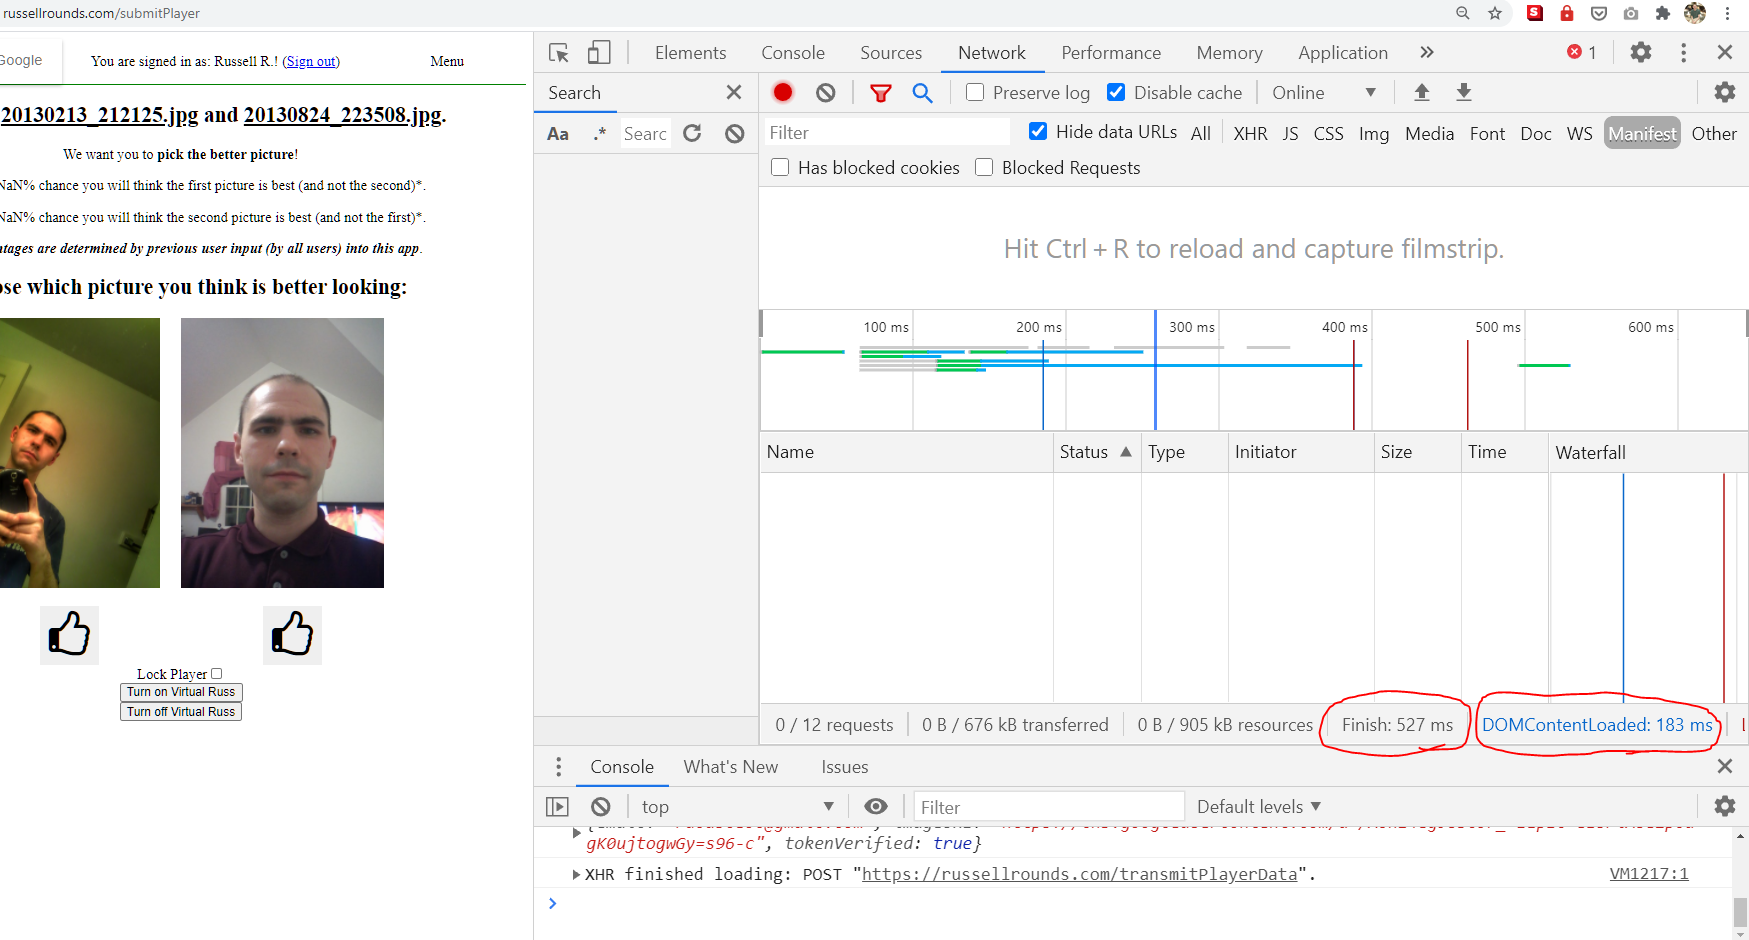 russellrounds.com/submitPlayer
Google
You are signed in as: Russell R.! (Sign out)
Menu
20130213_212125.jpg and 20130824_223508.jpg.
We want you to pick the better picture!
NaN% chance you will think the first picture is best (and not the second)*.
NaN% chance you will think the second picture is best (and not the first)*.
are determined by previous user input (by all users) into this app.
which picture you think is better looking:
Lock Player
Turn on Virtual Russ
Turn off Virtual Russ
Elements Console Sources Network Performance Memory Application » 1
Search
Aa .* Searc
Preserve log Disable cache Online
Filter Hide data URLs All XHR JS CSS Img Media Font Doc WS Manifest Other
Has blocked cookies Blocked Requests
Hit Ctrl + R to reload and capture filmstrip.
100 ms 200 ms 300 ms 400 ms 500 ms 600 ms
Name Status Type Initiator Size Time Waterfall
0 / 12 requests 0 B / 676 kB transferred 0 B / 905 kB resources Finish: 527 ms DOMContentLoaded: 183 ms
Console What's New Issues
top Filter Default levels
gK0ujtogwGy=s96-c", tokenVerified: true}
XHR finished loading: POST "https://russellrounds.com/transmitPlayerData". VM1217:1